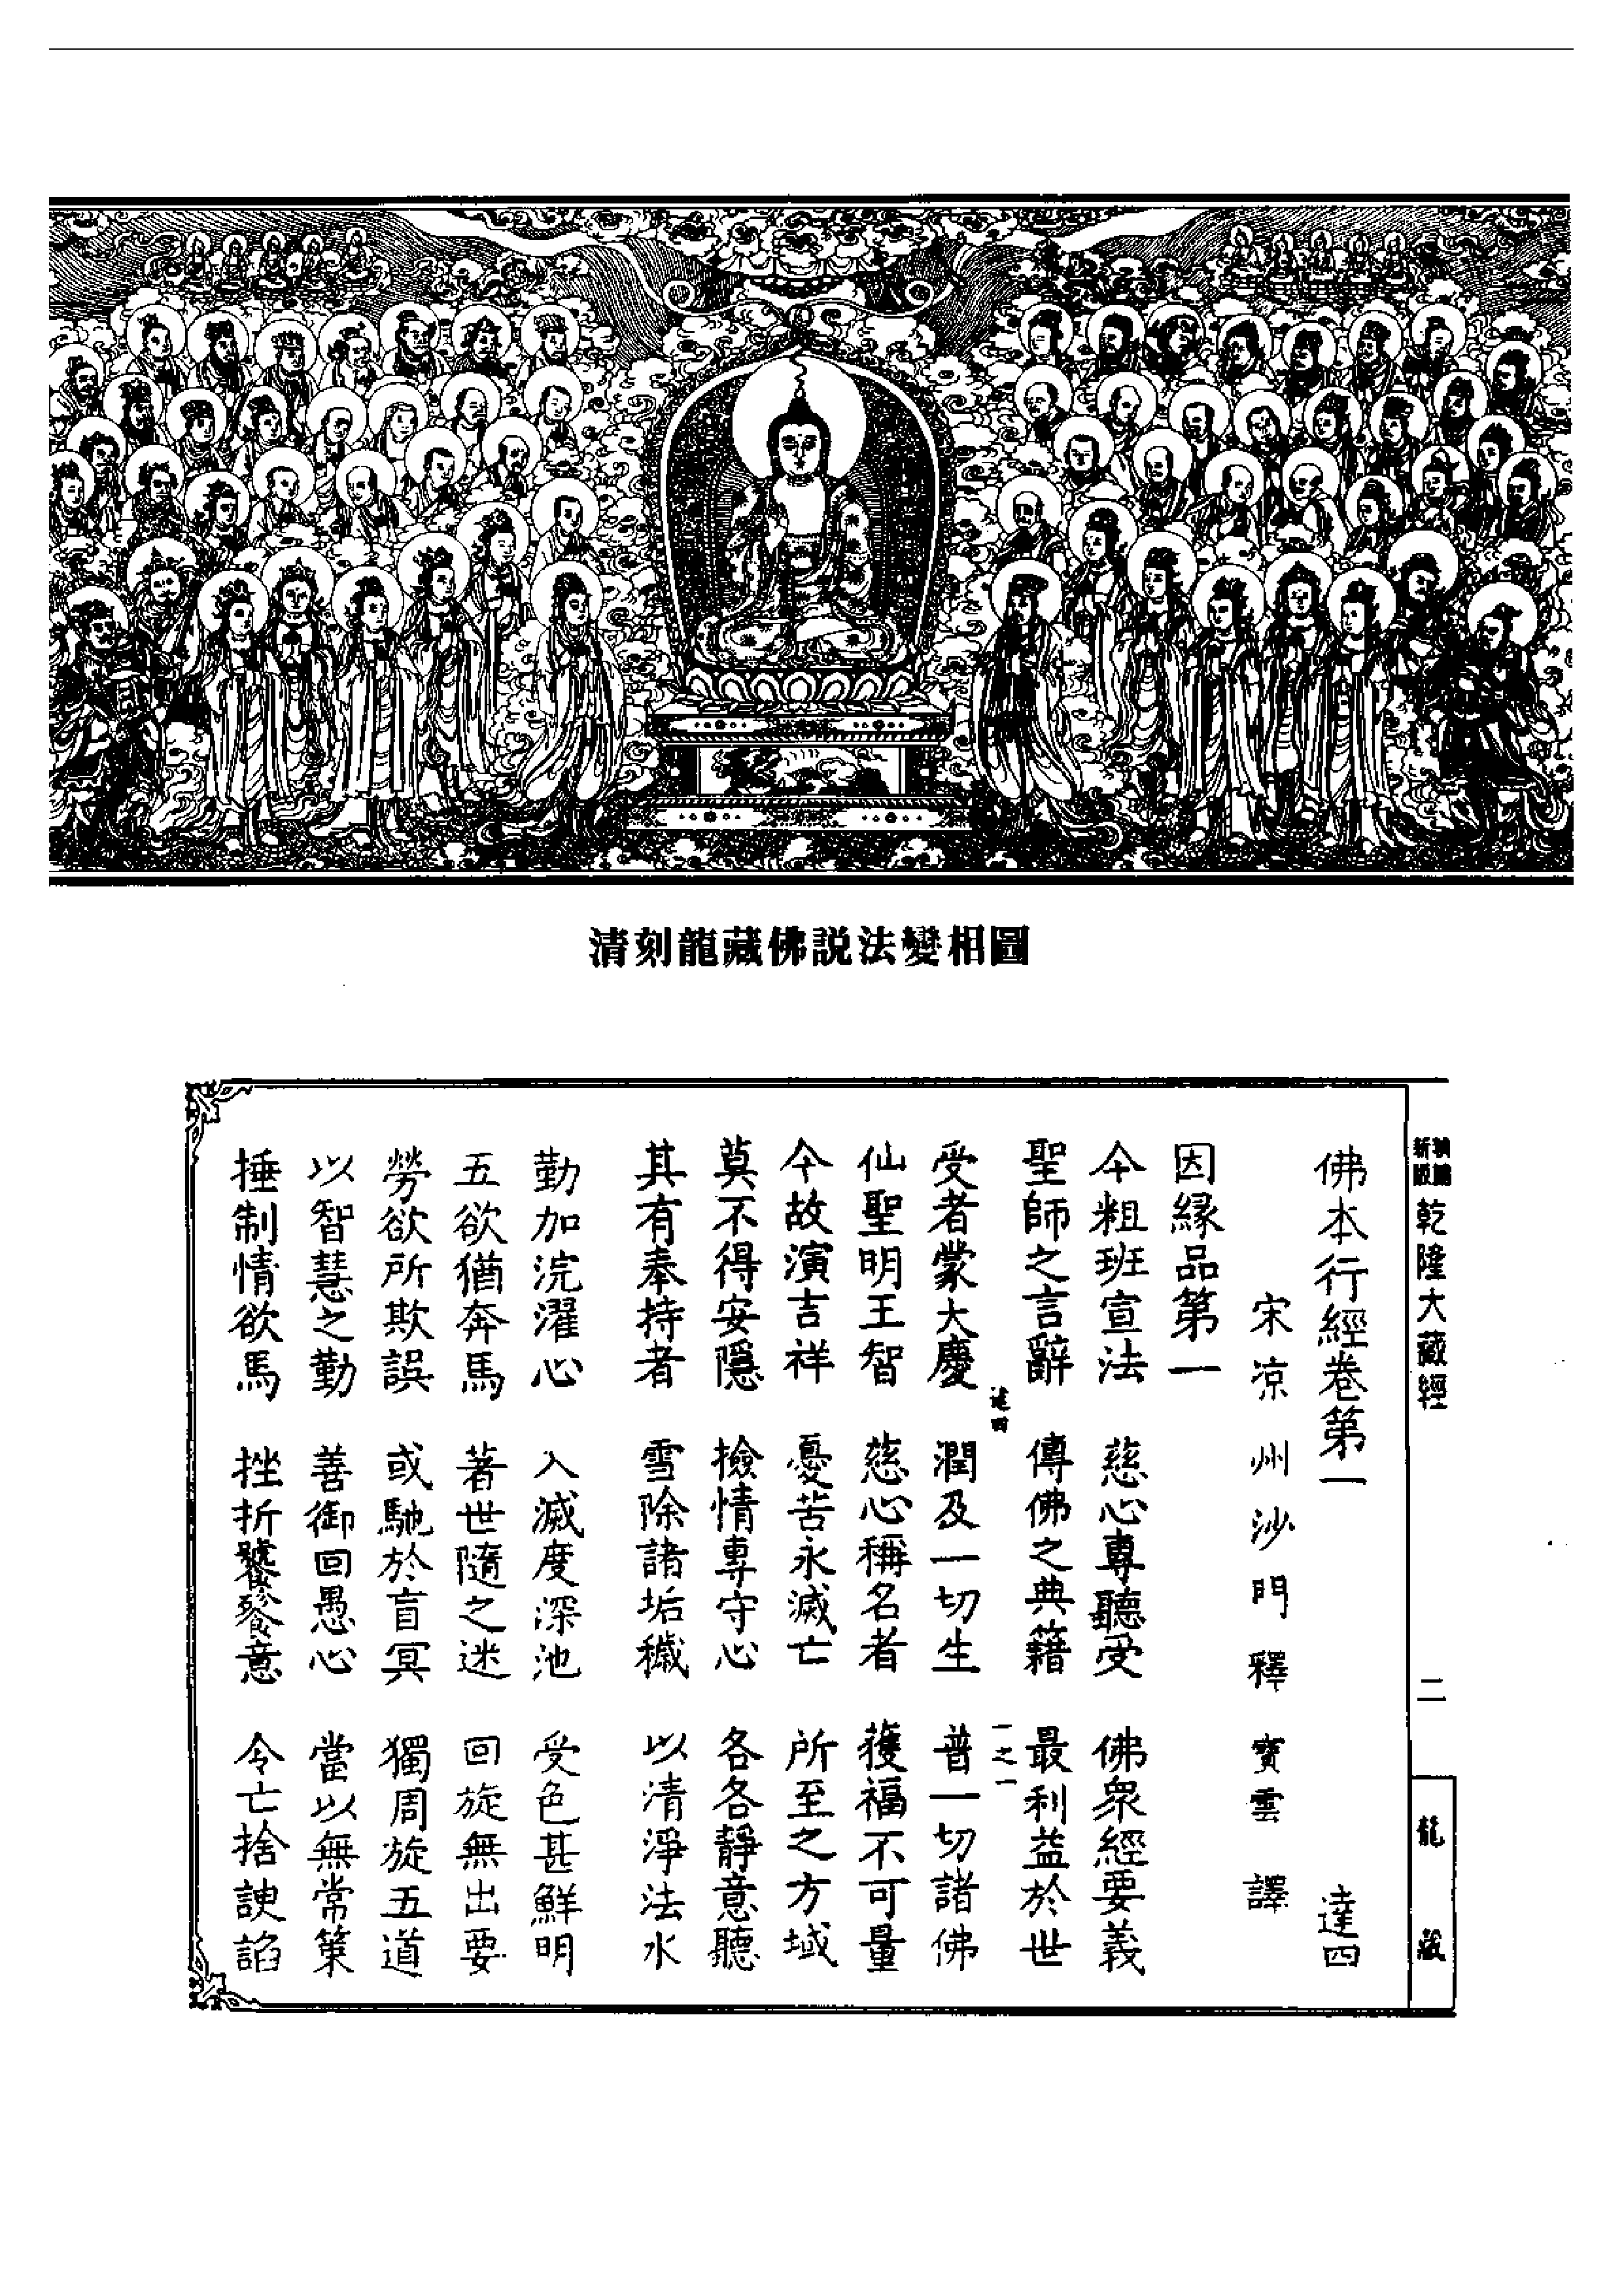 清刻龍藏佛説法變相圖
新版
乾隆大藏經
二
龍藏
佛本行經卷第一 達四
宋凉州沙門釋寶雲 譯
因縁品第一
今粗班宣法 慈心專聽受 佛衆經要義
聖師之言辭 傳佛之典籍 最利益於世
達四 一之一
受者蒙大慶 潤及一切生 普一切諸佛
仙聖明王智 慈心稱名者 獲福不可量
今故演吉祥 憂苦永滅亡 所至之方域
莫不得安隱 撿情專守心 各各靜意聽
其有奉持者 雪除諸垢穢 以清淨法水
勤加浣濯心 入滅度深池 受色甚鮮明
五欲猶奔馬 著世隨之迷 回旋無出要
勞欲所欺誤 或馳於盲冥 獨周旋五道
以智慧之勤 善御回愚心 當以無常策
捶制情欲馬 挫折饕餮意 令亡捨諛諂